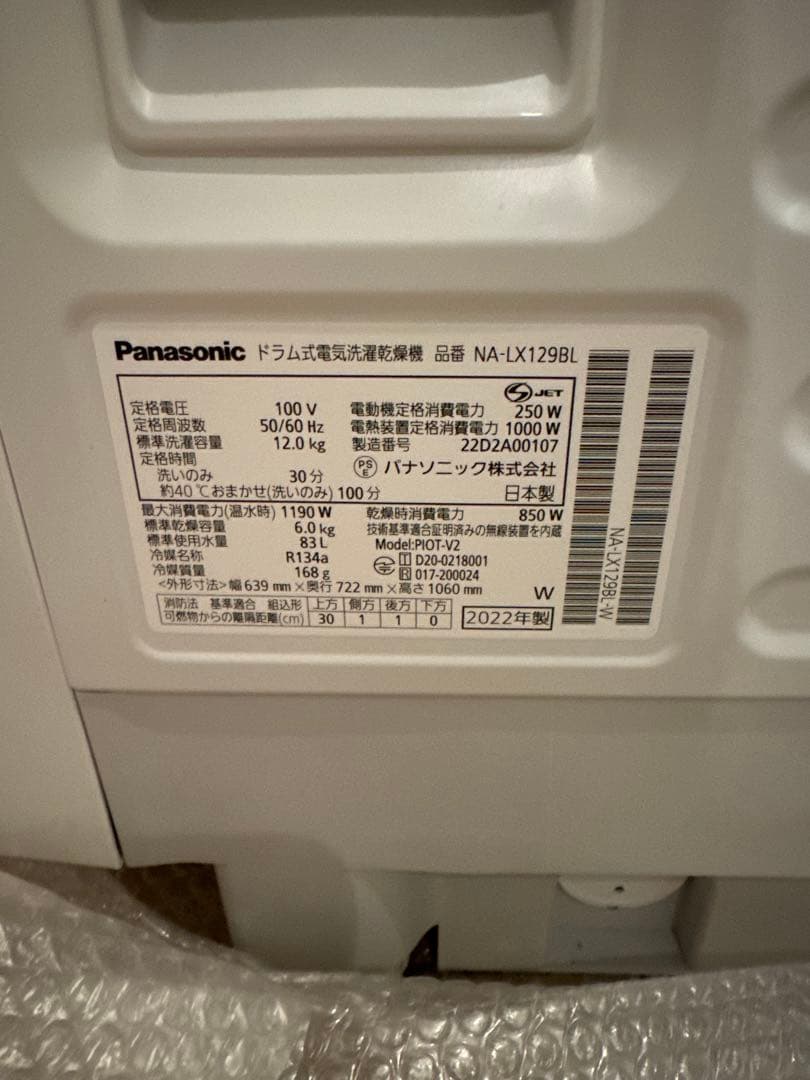 Panasonic ドラム式電気洗濯乾燥機 品番 NA-LX129BL
S JET
定格電圧 100 V
定格周波数 50/60 Hz
標準洗濯容量 12.0 kg
定格時間
洗いのみ 30 分
約40℃おまかせ(洗いのみ) 100 分
電動機定格消費電力 250 W
電熱装置定格消費電力 1000 W
製造番号 22D2A00107
PS E パナソニック株式会社
日本製
最大消費電力(温水時) 1190 W
標準乾燥容量 6.0 kg
標準使用水量 83 L
冷媒名称 R134a
冷媒質量 168 g
乾燥時消費電力 850 W
技術基準適合証明済みの無線装置を内蔵
Model:PIOT-V2
T D20-0218001
R 017-200024
<外形寸法> 幅 639 mm × 奥行 722 mm × 高さ 1060 mm W
消防法 基準適合 組込形 上方 側方 後方 下方
可燃物からの離隔距離(cm) 30 1 1 0
2022年製
NA-LX129BL-W